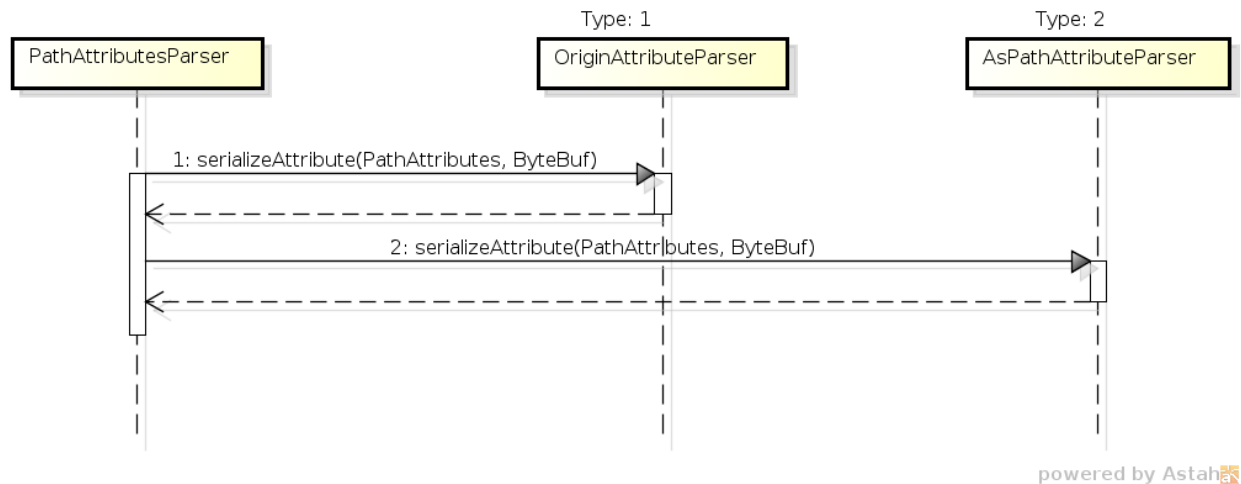 Type: 1
Type: 2
PathAttributesParser
OriginAttributeParser
AsPathAttributeParser
1: serializeAttribute(PathAttributes, ByteBuf)
2: serializeAttribute(PathAttributes, ByteBuf)
powered by Astah